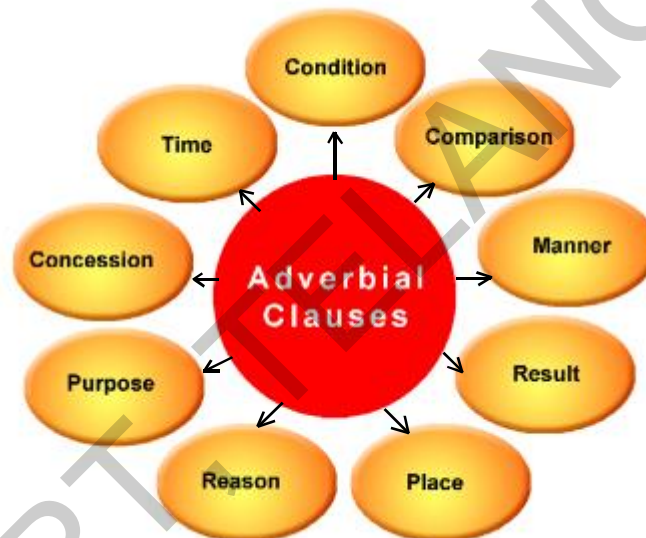 Condition
Comparison
Time
Manner
Concession
Adverbial
Clauses
Result
Purpose
Reason
Place